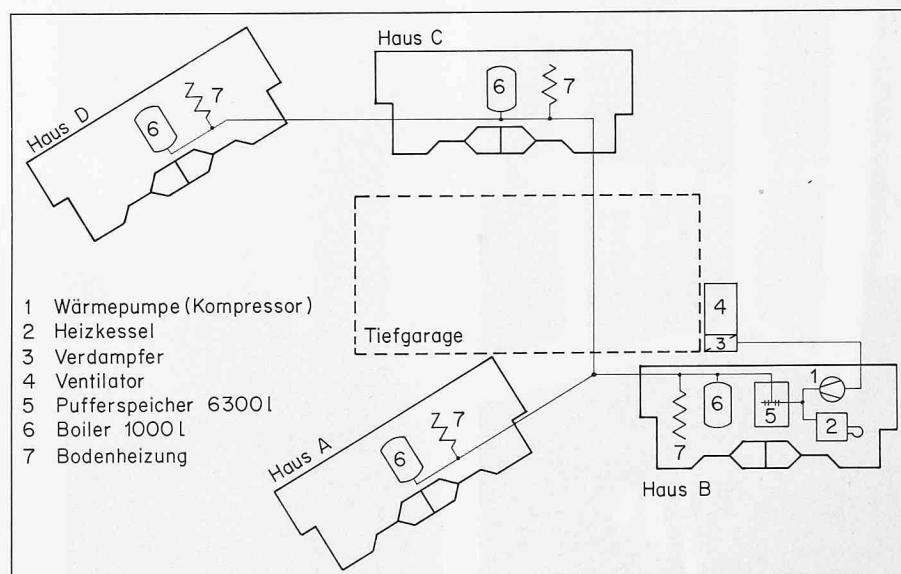 Haus C
Haus D
6
7
6
7
Tiefgarage
4
3
1 Wärmepumpe (Kompressor)
2 Heizkessel
3 Verdampfer
4 Ventilator
5 Pufferspeicher 6300 l
6 Boiler 1000 l
7 Bodenheizung
Haus A
6
7
7
6
5
1
2
Haus B